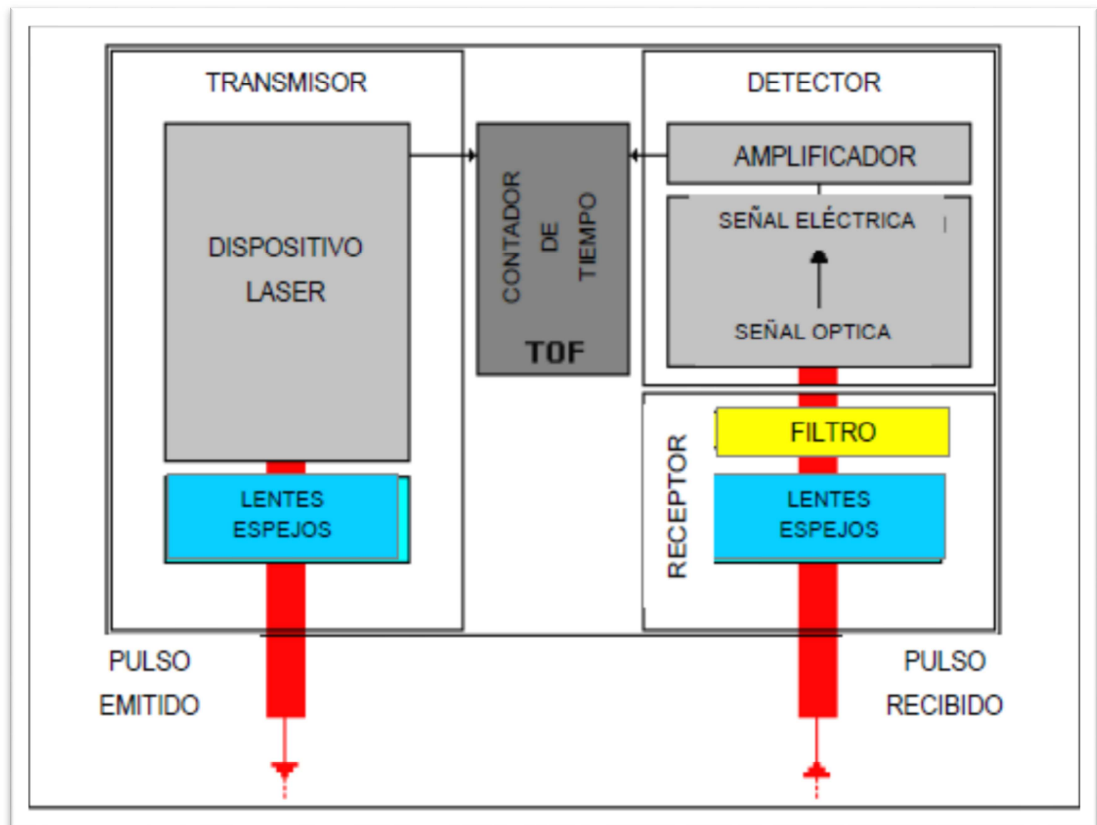 TRANSMISOR
DISPOSITIVO
LASER
LENTES
ESPEJOS
PULSO
EMITIDO
CONTADOR
DE
TIEMPO
TOF
DETECTOR
AMPLIFICADOR
SEÑAL ELÉCTRICA
SEÑAL OPTICA
RECEPTOR
FILTRO
LENTES
ESPEJOS
PULSO
RECIBIDO